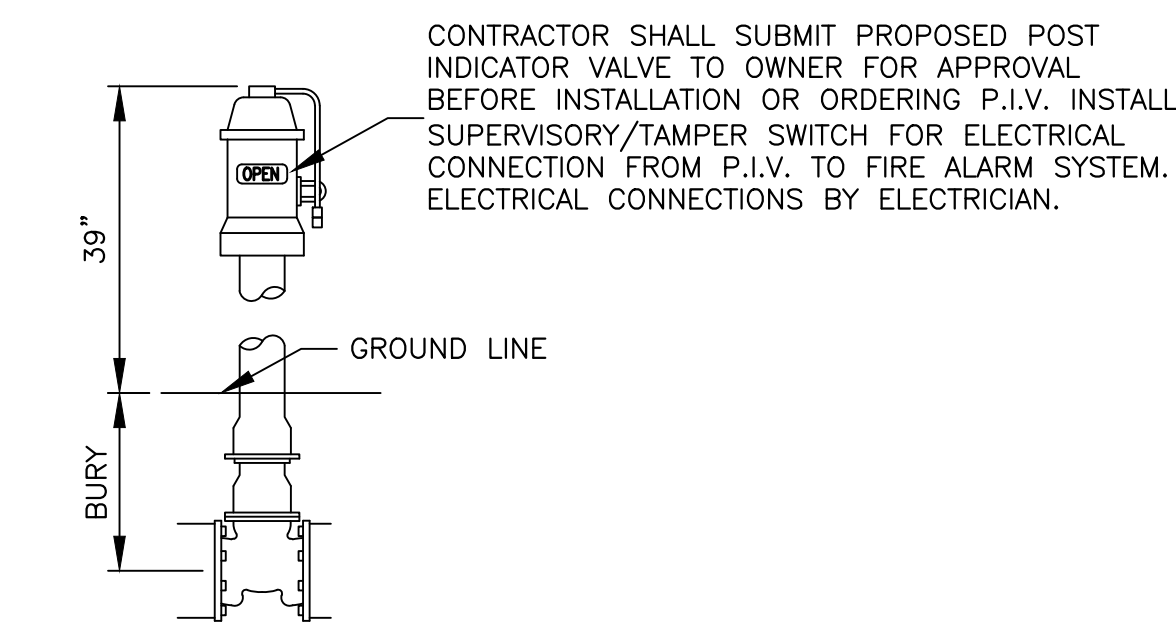 CONTRACTOR SHALL SUBMIT PROPOSED POST
INDICATOR VALVE TO OWNER FOR APPROVAL
BEFORE INSTALLATION OR ORDERING P.I.V. INSTALL
SUPERVISORY/TAMPER SWITCH FOR ELECTRICAL
CONNECTION FROM P.I.V. TO FIRE ALARM SYSTEM.
ELECTRICAL CONNECTIONS BY ELECTRICIAN.
OPEN
39"
GROUND LINE
BURY